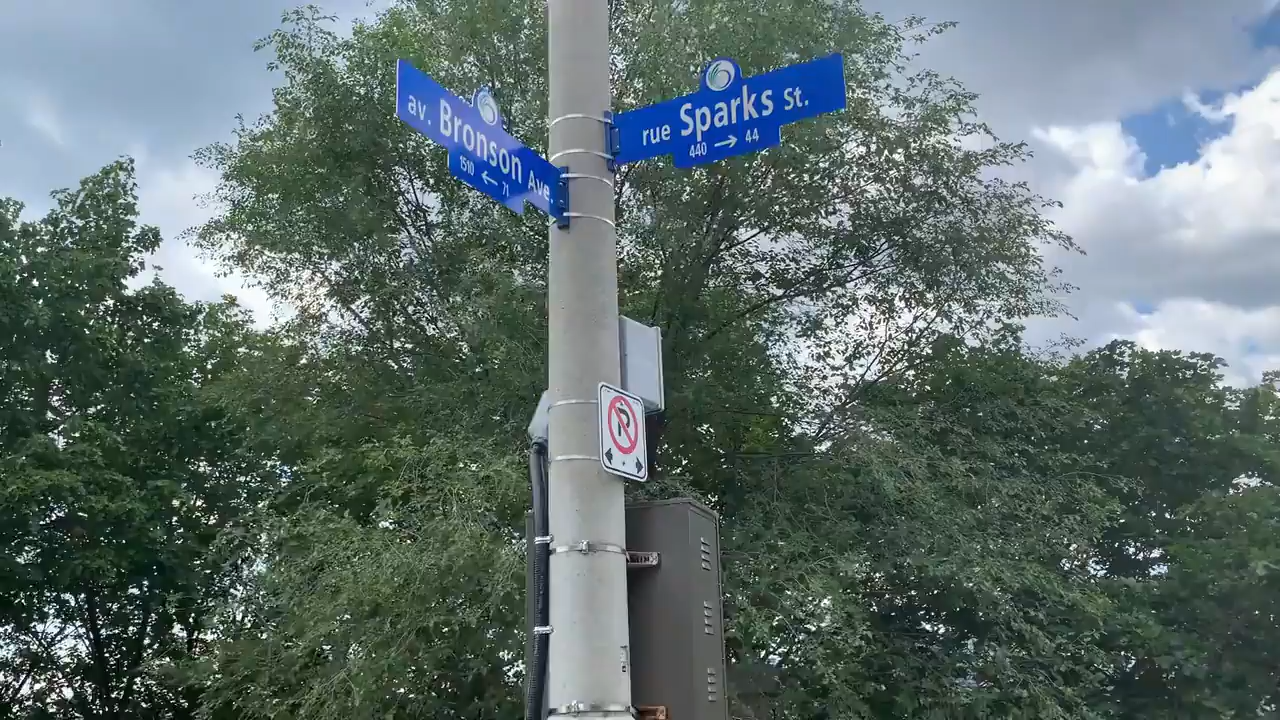 av. Bronson Ave.
1510 ← 71
rue Sparks St.
440 → 44
P